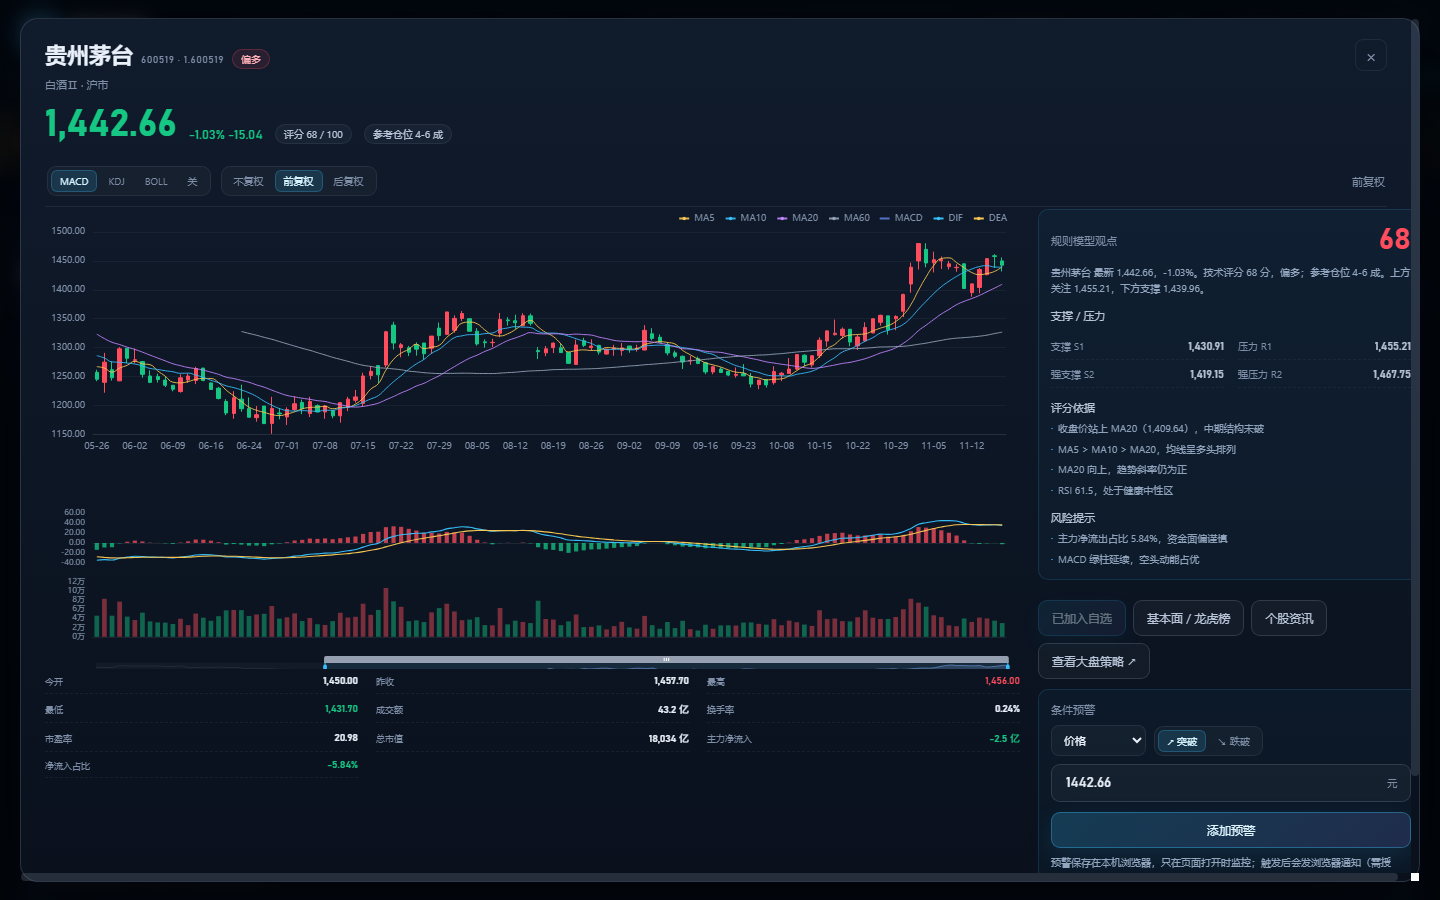 贵州茅台 600519 · 1.600519 偏多
×
白酒Ⅱ · 沪市
1,442.66 -1.03% -15.04 评分 68 / 100 参考仓位 4-6 成
MACD KDJ BOLL 关 不复权 前复权 后复权
前复权
MA5 MA10 MA20 MA60 MACD DIF DEA
1500.00
1450.00
1400.00
1350.00
1300.00
1250.00
1200.00
1150.00
05-26 06-02 06-09 06-16 06-24 07-01 07-08 07-15 07-22 07-29 08-05 08-12 08-19 08-26 09-02 09-09 09-16 09-23 10-08 10-15 10-22 10-29 11-05 11-12
60.00
40.00
20.00
0.00
-20.00
-40.00
12万
10万
8万
6万
4万
2万
0万
今开 1,450.00 昨收 1,457.70 最高 1,456.00
最低 1,431.70 成交额 43.2 亿 换手率 0.24%
市盈率 20.98 总市值 18,034 亿 主力净流入 -2.5 亿
净流入占比 -5.84%
规则模型观点 68
贵州茅台 最新 1,442.66，-1.03%。技术评分 68 分，偏多；参考仓位 4-6 成。上方
关注 1,455.21，下方支撑 1,439.96。
支撑 / 压力
支撑 S1 1,430.91 压力 R1 1,455.21
强支撑 S2 1,419.15 强压力 R2 1,467.75
评分依据
· 收盘价站上 MA20（1,409.64），中期结构未破
· MA5 > MA10 > MA20，均线呈多头排列
· MA20 向上，趋势斜率仍为正
· RSI 61.5，处于健康中性区
风险提示
· 主力净流出占比 5.84%，资金面偏谨慎
· MACD 绿柱延续，空头动能占优
已加入自选 基本面 / 龙虎榜 个股资讯
查看大盘策略 ↗
条件预警
价格 ↗ 突破 ↘ 跌破
1442.66 元
添加预警
预警保存在本机浏览器，只在页面打开时监控；触发后会发浏览器通知（需授